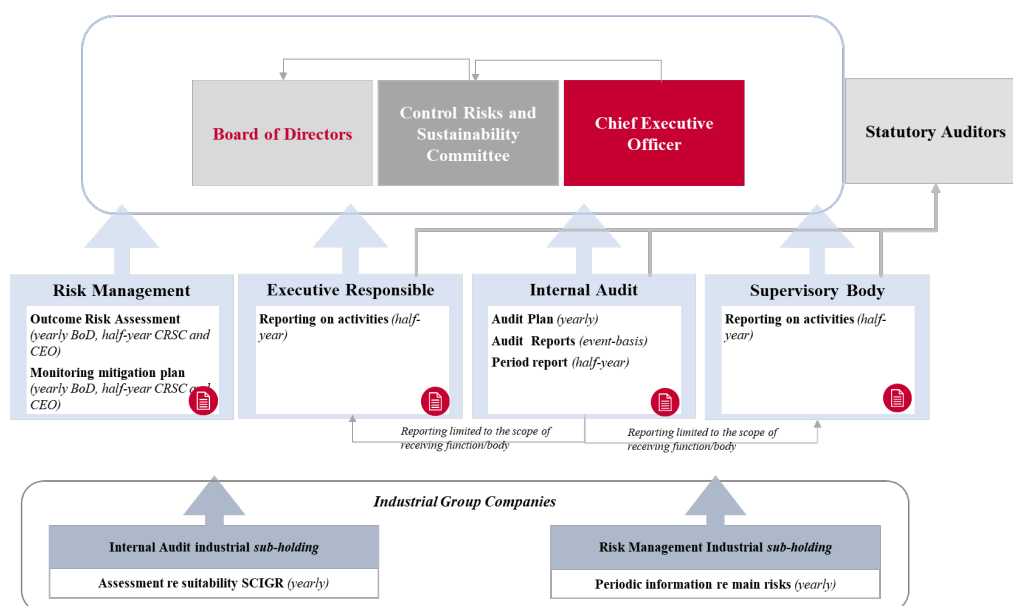 Board of Directors
Control Risks and
Sustainability
Committee
Chief Executive
Officer
Statutory Auditors
Risk Management
Outcome Risk Assessment
(yearly BoD, half-year CRSC and
CEO)
Monitoring mitigation plan
(yearly BoD, half-year CRSC and
CEO)
Executive Responsible
Reporting on activities (half-
year)
Internal Audit
Audit Plan (yearly)
Audit Reports (event-basis)
Period report (half-year)
Supervisory Body
Reporting on activities (half-
year)
Reporting limited to the scope of
receiving function/body
Reporting limited to the scope of
receiving function/body
Industrial Group Companies
Internal Audit industrial sub-holding
Assessment re suitability SCIGR (yearly)
Risk Management Industrial sub-holding
Periodic information re main risks (yearly)